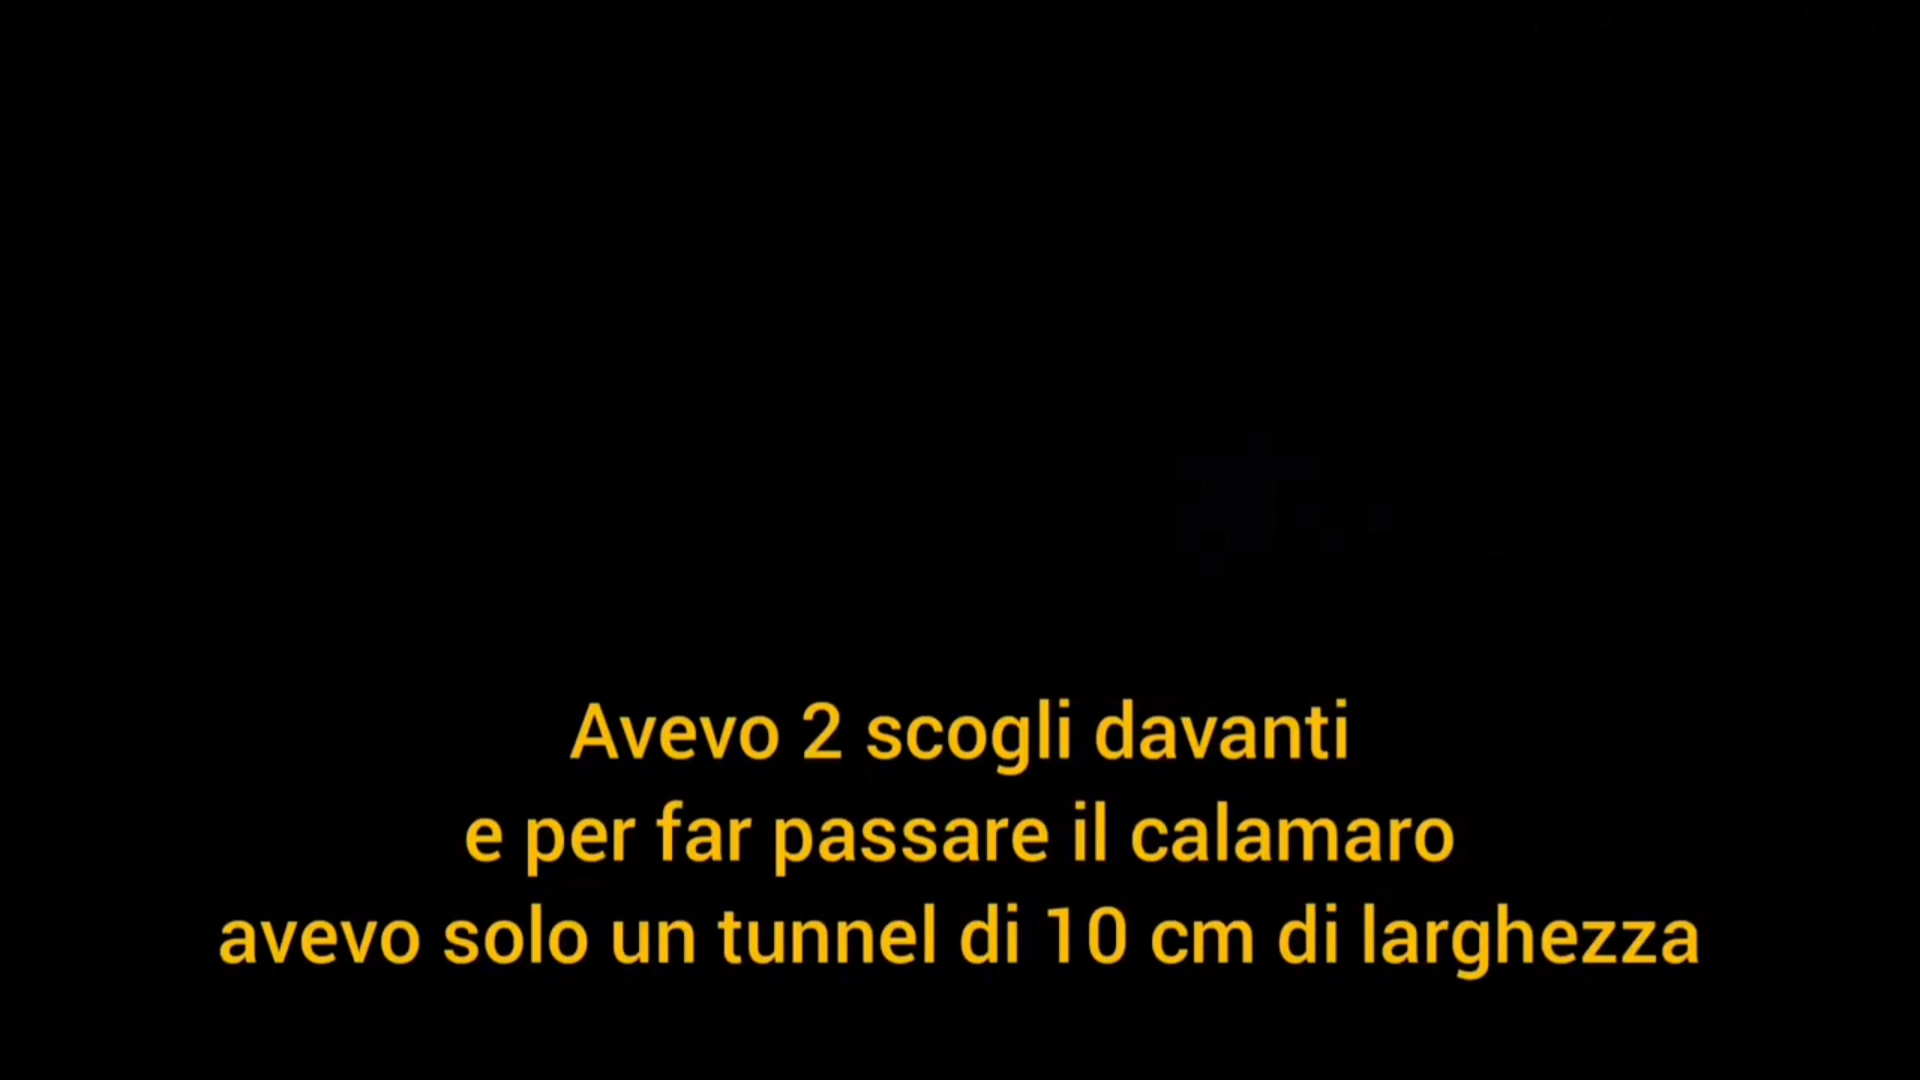 Avevo 2 scogli davanti
e per far passare il calamaro
avevo solo un tunnel di 10 cm di larghezza